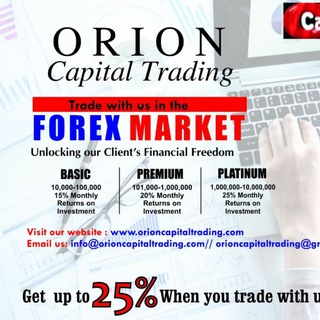 Ca
ORION
Capital Trading
Trade with us in the
FOREX MARKET
Unlocking our Client's Financial Freedom
BASIC
10,000-100,000
15% Monthly
Returns on
Investment
PREMIUM
101,000-1,000,000
20% Monthly
Returns on
Investment
PLATINUM
1,000,000-10,000,000
25% Monthly
Returns on
Investment
Visit our website : www.orioncapitaltrading.com
Email us: info@orioncapitaltrading.com// orioncapitaltrading@g
Get up to 25% When you trade with u